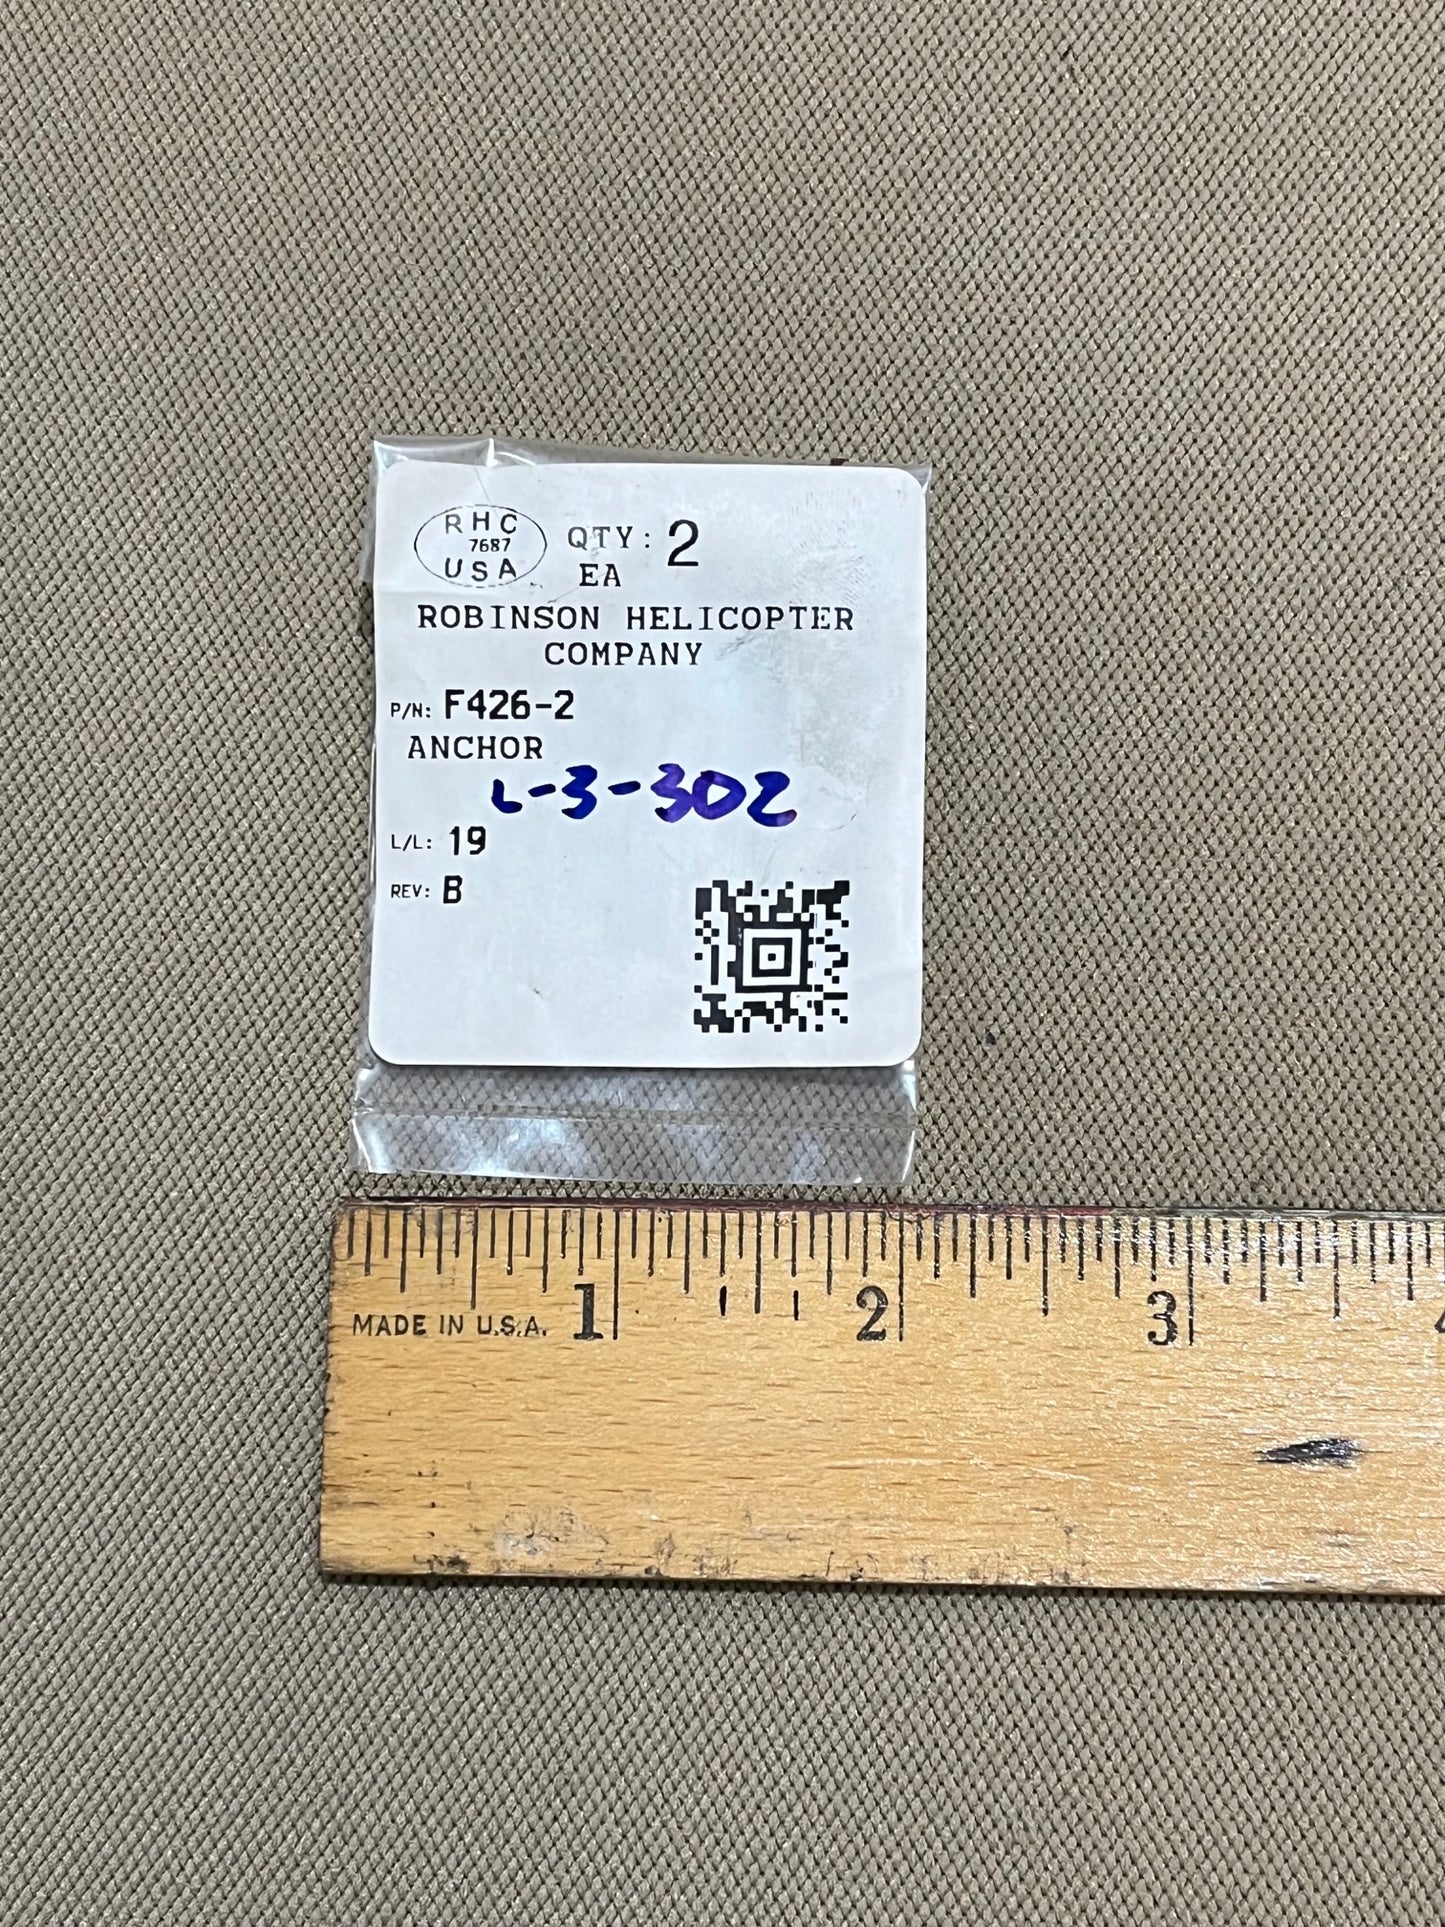 RHC
7687
USA
QTY: 2
EA
ROBINSON HELICOPTER
COMPANY
P/N: F426-2
ANCHOR
L-3-302
L/L: 19
REV: B
1 2 3
MADE IN U.S.A.